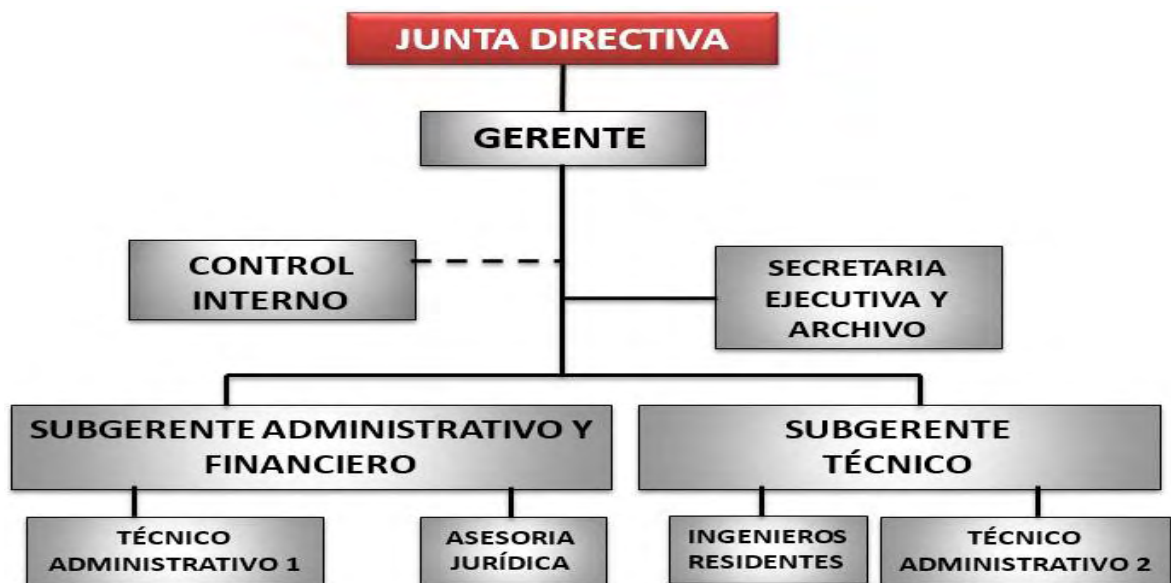 JUNTA DIRECTIVA
GERENTE
CONTROL
INTERNO
SECRETARIA
EJECUTIVA Y
ARCHIVO
SUBGERENTE ADMINISTRATIVO Y
FINANCIERO
SUBGERENTE
TÉCNICO
TÉCNICO
ADMINISTRATIVO 1
ASESORIA
JURÍDICA
INGENIEROS
RESIDENTES
TÉCNICO
ADMINISTRATIVO 2